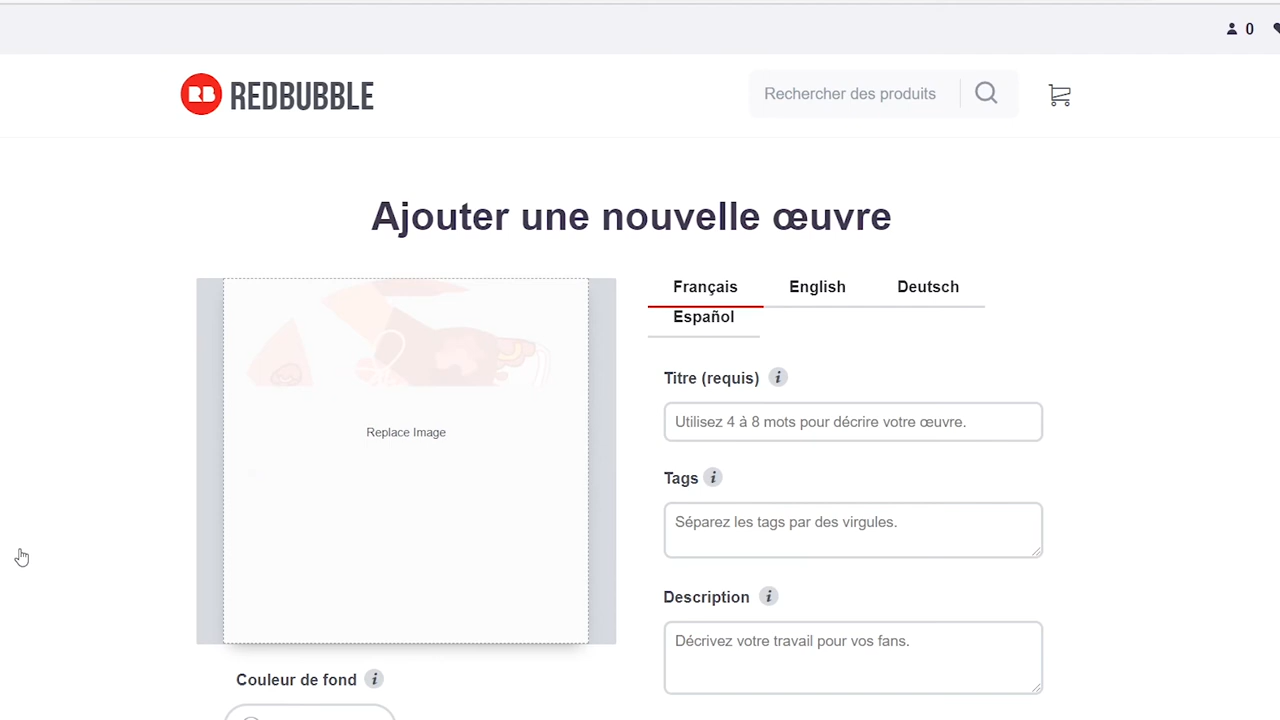 0
RB REDBUBBLE
Rechercher des produits
Ajouter une nouvelle œuvre
Français English Deutsch
Español
Titre (requis) i
Utilisez 4 à 8 mots pour décrire votre œuvre.
Replace Image
Tags i
Séparez les tags par des virgules.
Description i
Décrivez votre travail pour vos fans.
Couleur de fond i